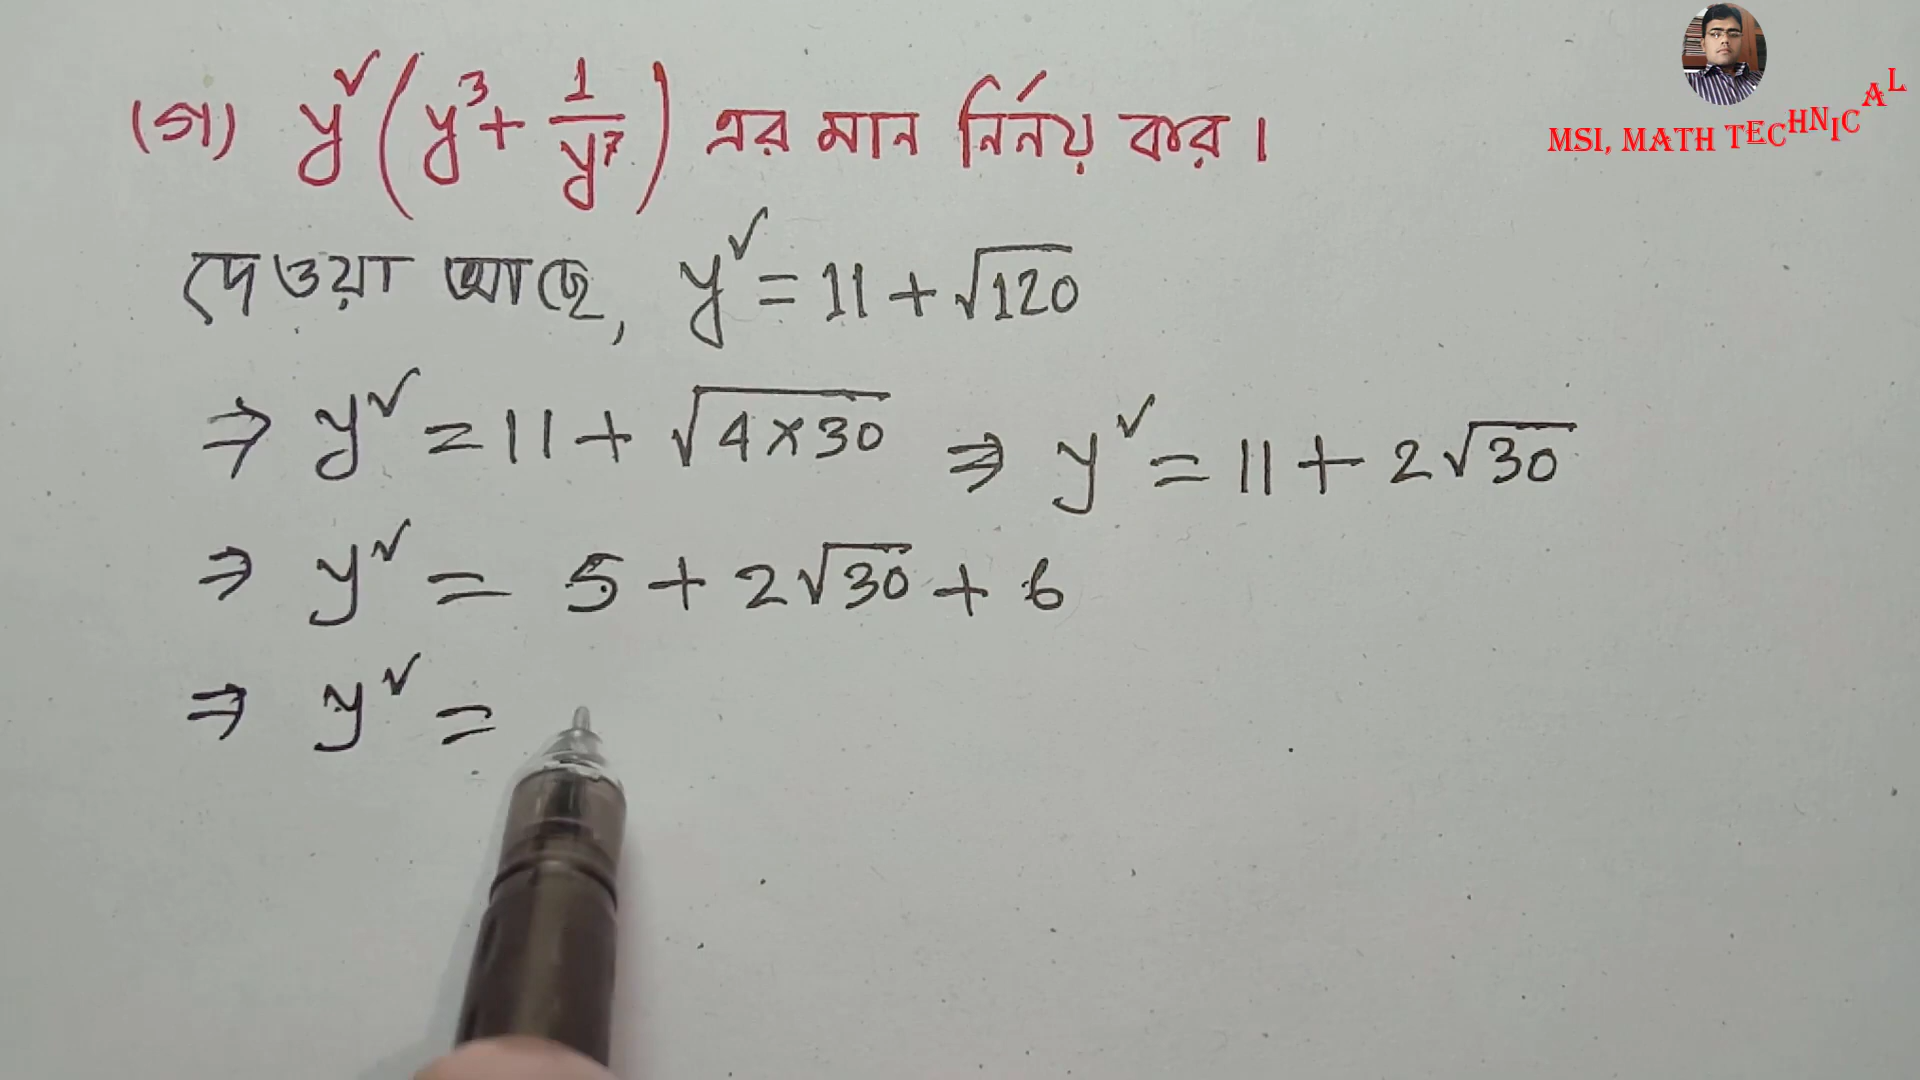 (গ) y² (y³ + 1/y⁷) এর মান নির্নয় কর।
MSI, MATH TECHNICAL
দেওয়া আছে, y² = 11 + √120
⇒ y² = 11 + √4×30 ⇒ y² = 11 + 2√30
⇒ y² = 5 + 2√30 + 6
⇒ y² =